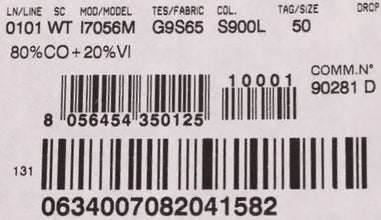 LN/LINE SC MOD/MODEL TES/FABRIC COL. TAG/SIZE DROP
0101 WT I7056M G9S65 S900L 50
80%CO+20%VI
10001
COMM.N°
90281 D
8 056454 350125
131
0634007082041582